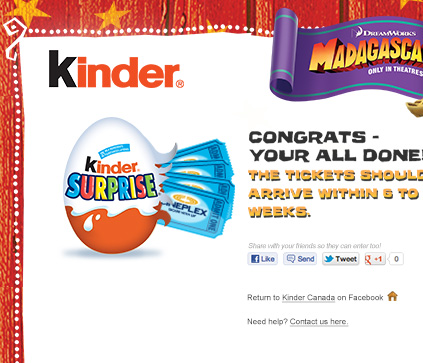 DREAMWORKS
MADAGASCA
ONLY IN THEATRES
kinder
CONGRATS -
YOUR ALL DONE!
THE TICKETS SHOULD
ARRIVE WITHIN 6 TO
WEEKS.
kinder
SURPRISE
INEPLEX
Share with your friends so they can enter too!
Like
Send
Tweet
+1
0
Return to Kinder Canada on Facebook
Need help? Contact us here.